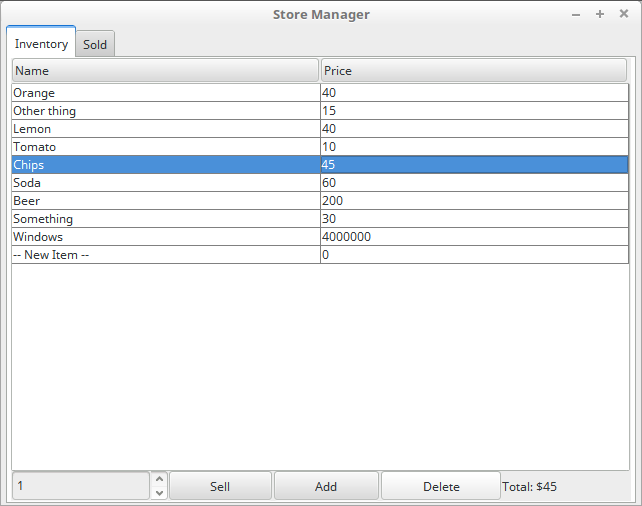 Store Manager
Inventory Sold
Name Price
Orange 40
Other thing 15
Lemon 40
Tomato 10
Chips 45
Soda 60
Beer 200
Something 30
Windows 4000000
-- New Item -- 0
1 Sell Add Delete Total: $45